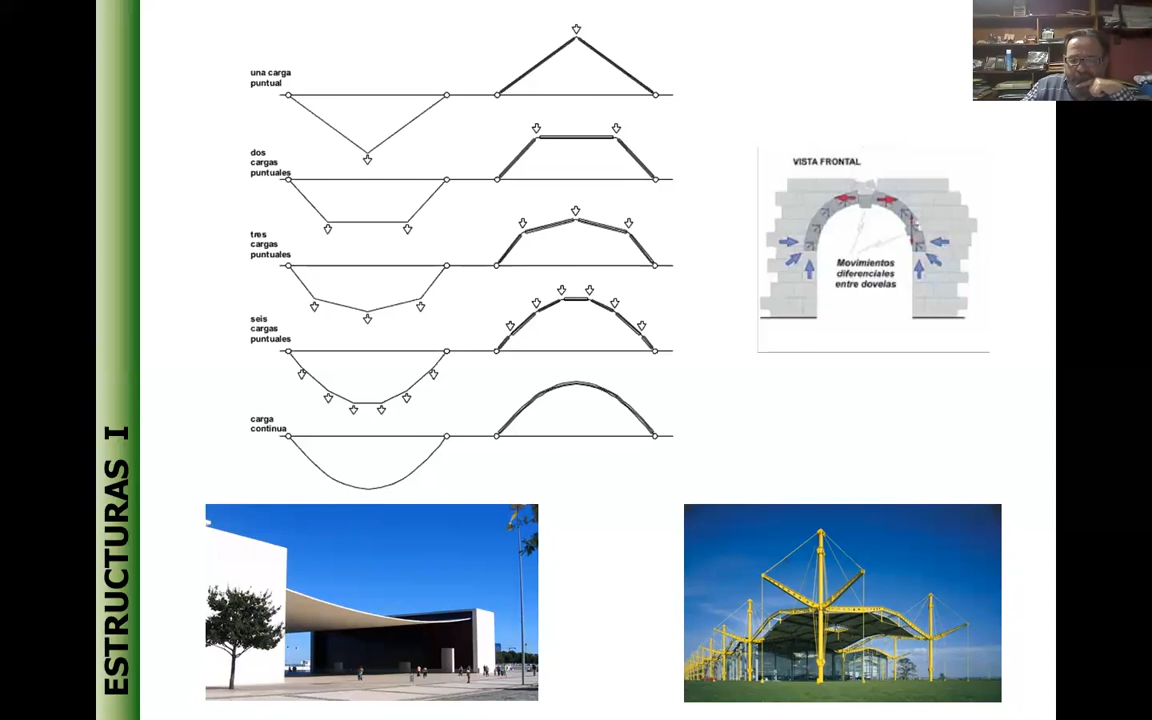 una carga
puntual
dos
cargas
puntuales
tres
cargas
puntuales
seis
cargas
puntuales
carga
continua
VISTA FRONTAL
Movimientos
diferenciales
entre dovelas
ESTRUCTURAS I